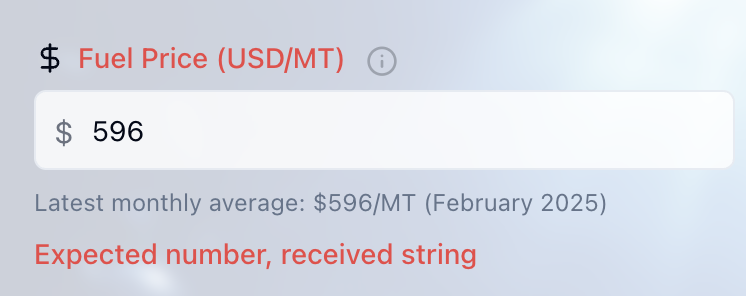 $ Fuel Price (USD/MT)
$ 596
Latest monthly average: $596/MT (February 2025)
Expected number, received string